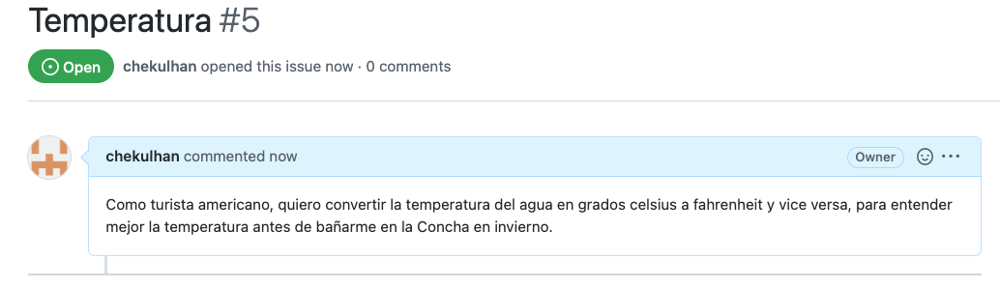 Temperatura #5
Open chekulhan opened this issue now · 0 comments
chekulhan commented now Owner
Como turista americano, quiero convertir la temperatura del agua en grados celsius a fahrenheit y vice versa, para entender
mejor la temperatura antes de bañarme en la Concha en invierno.